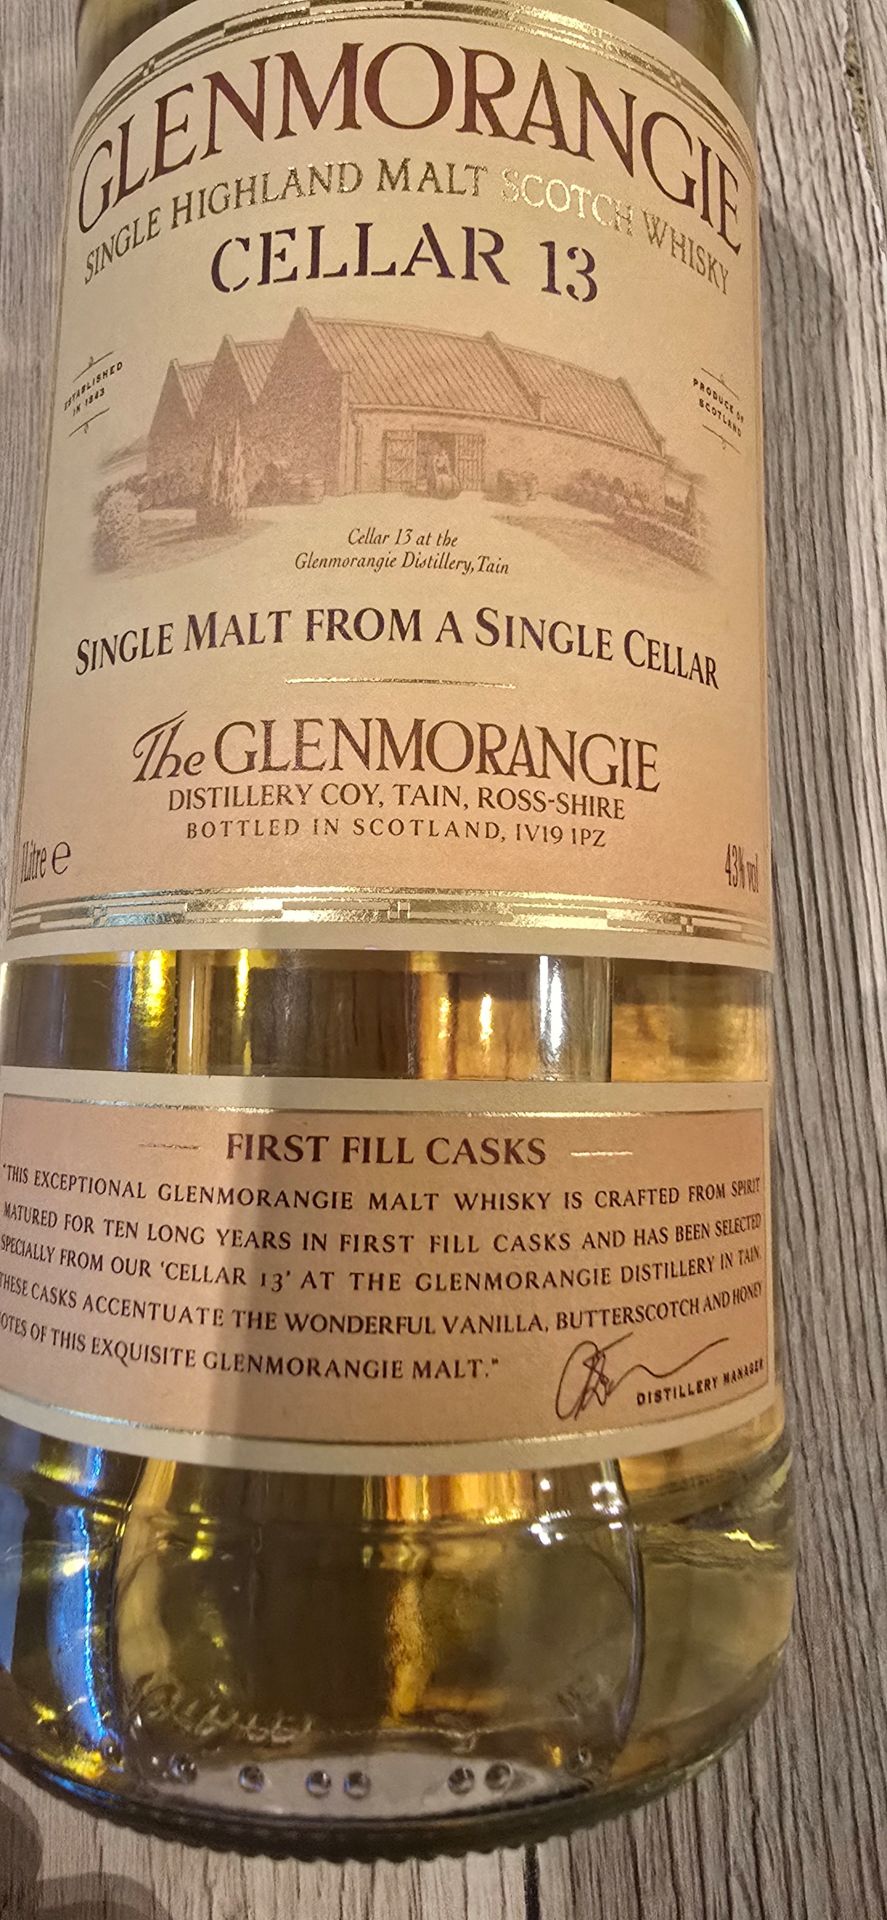 GLENMORANGIE
SINGLE HIGHLAND MALT SCOTCH WHISKY
CELLAR 13
ESTABLISHED
IN 1843
PRODUCE OF
SCOTLAND
Cellar 13 at the
Glenmorangie Distillery, Tain
SINGLE MALT FROM A SINGLE CELLAR
The GLENMORANGIE
DISTILLERY COY, TAIN, ROSS-SHIRE
BOTTLED IN SCOTLAND, IV19 1PZ
1Litre ℮
43% vol
FIRST FILL CASKS
"THIS EXCEPTIONAL GLENMORANGIE MALT WHISKY IS CRAFTED FROM SPIRIT
MATURED FOR TEN LONG YEARS IN FIRST FILL CASKS AND HAS BEEN SELECTED
SPECIALLY FROM OUR 'CELLAR 13' AT THE GLENMORANGIE DISTILLERY IN TAIN.
THESE CASKS ACCENTUATE THE WONDERFUL VANILLA, BUTTERSCOTCH AND HONEY
NOTES OF THIS EXQUISITE GLENMORANGIE MALT."
DISTILLERY MANAGER